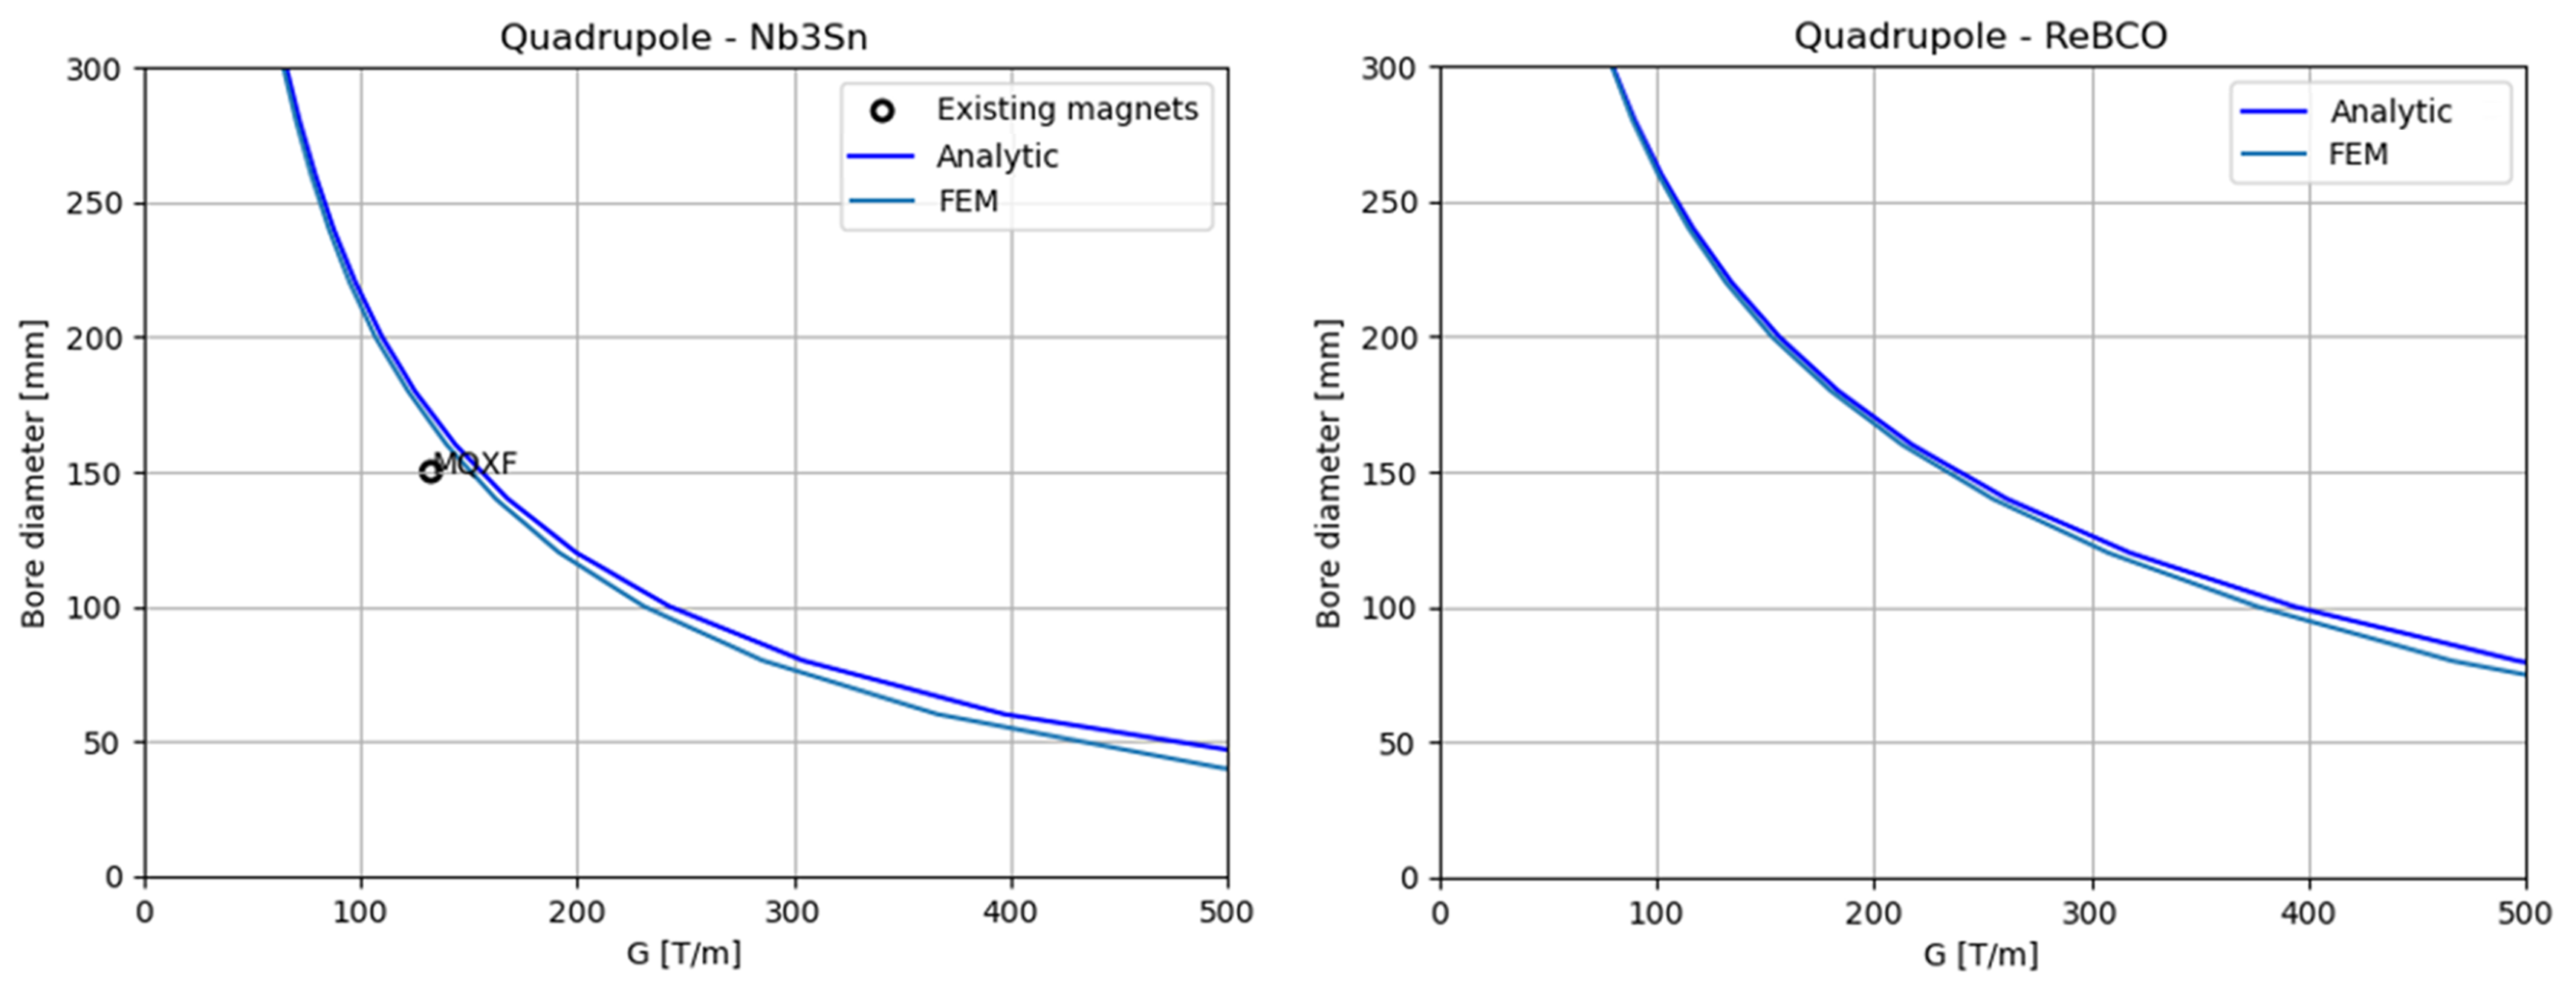 Quadrupole - Nb3Sn
300
250
200
150
100
50
0
0 100 200 300 400 500
Bore diameter [mm]
G [T/m]
Existing magnets
Analytic
FEM
MQXF
Quadrupole - ReBCO
300
250
200
150
100
50
0
0 100 200 300 400 500
Bore diameter [mm]
G [T/m]
Analytic
FEM